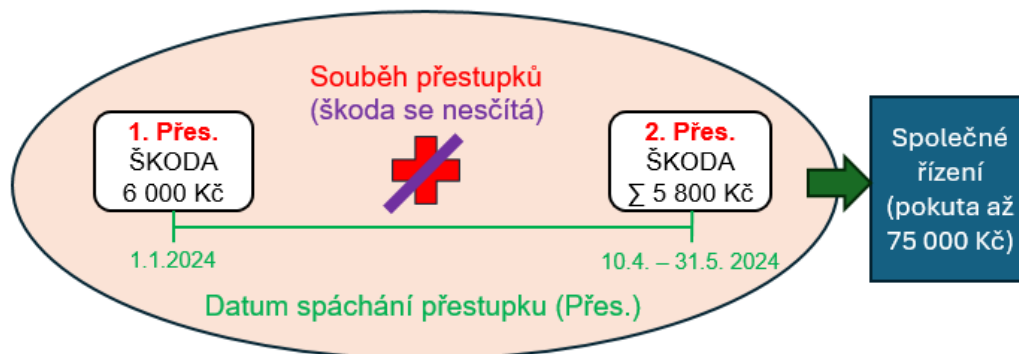 Souběh přestupků
(škoda se nesčítá)
1. Přes.
ŠKODA
6 000 Kč
2. Přes.
ŠKODA
∑ 5 800 Kč
1.1.2024
10.4. – 31.5. 2024
Datum spáchání přestupku (Přes.)
Společné
řízení
(pokuta až
75 000 Kč)